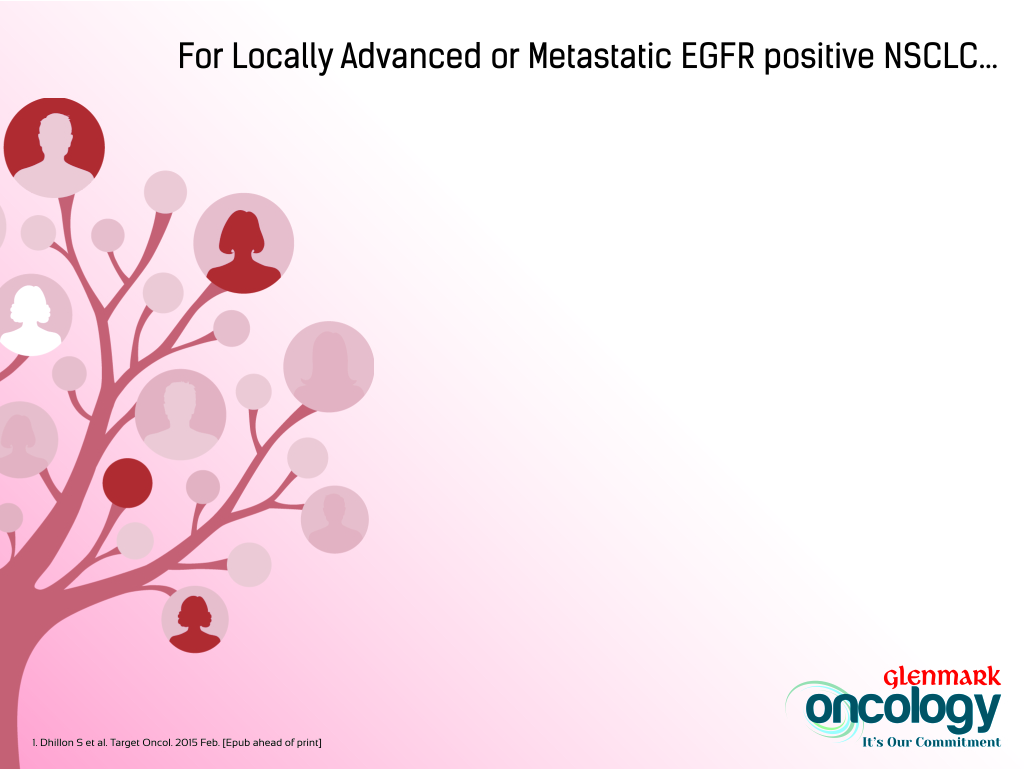 For Locally Advanced or Metastatic EGFR positive NSCLC...
Glenmark
oncology
It's Our Commitment
1. Dhillon S et al. Target Oncol. 2015 Feb. [Epub ahead of print]